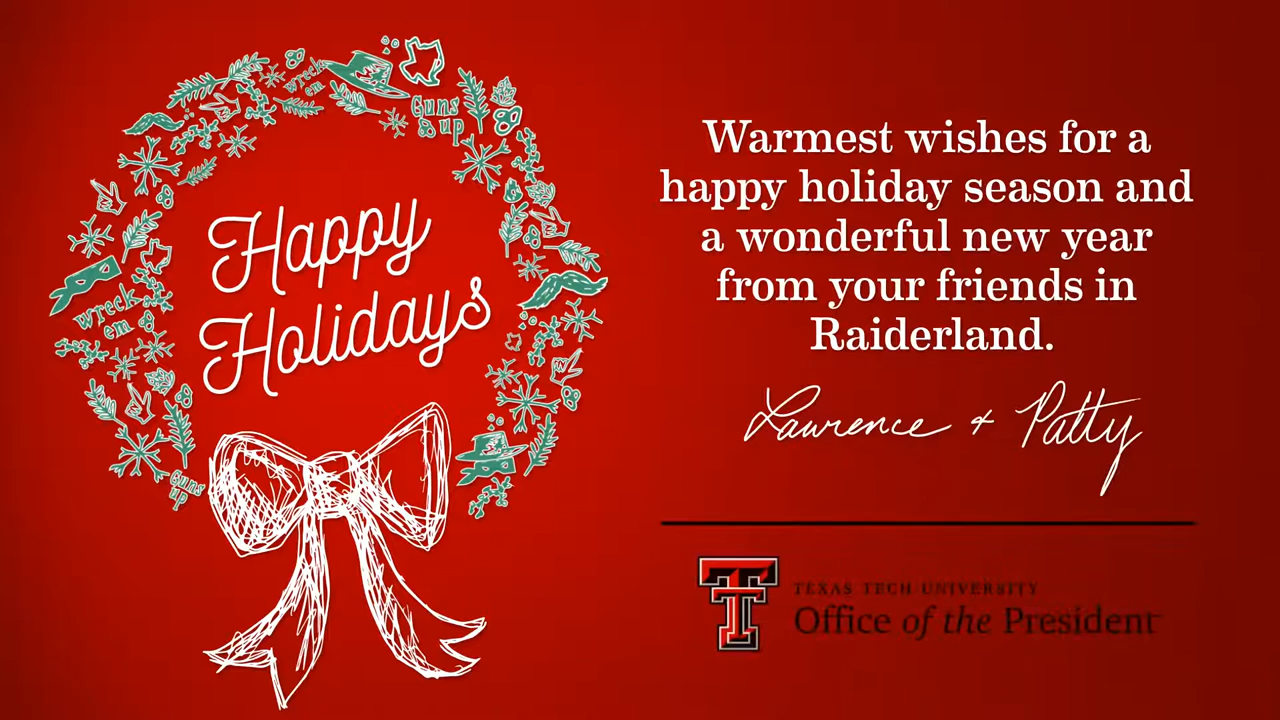 wreck
em
Guns
up
Happy
Holidays
wreck
em
Guns
up
Warmest wishes for a
happy holiday season and
a wonderful new year
from your friends in
Raiderland.
Lawrence + Patty
TEXAS TECH UNIVERSITY
Office of the President